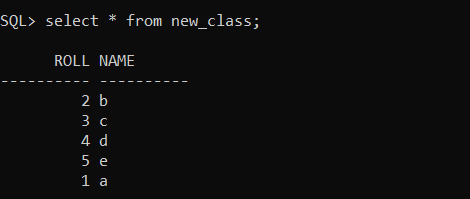 SQL> select * from new_class;
ROLL NAME
---------- ----------
2 b
3 c
4 d
5 e
1 a